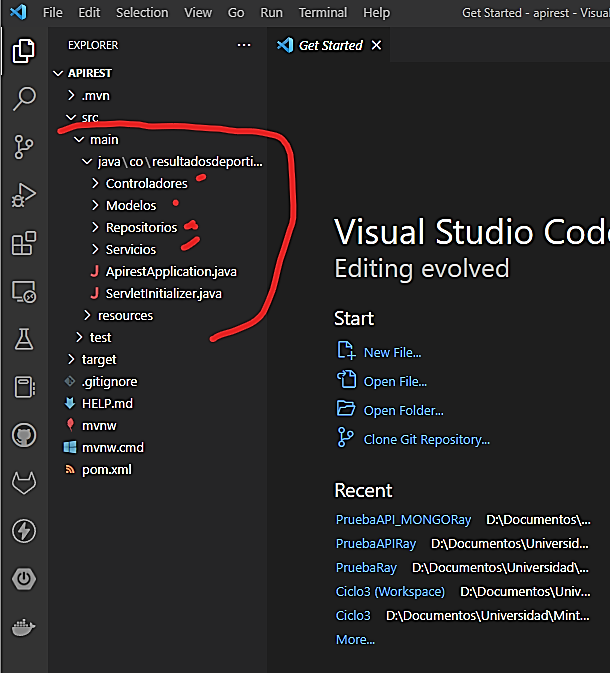 File Edit Selection View Go Run Terminal Help Get Started - apirest - Visual
EXPLORER ···
Get Started
APIREST
.mvn
src
main
java\co\resultadosdeporti...
Controladores
Modelos
Repositorios
Servicios
ApirestApplication.java
ServletInitializer.java
resources
test
target
.gitignore
HELP.md
mvnw
mvnw.cmd
pom.xml
Visual Studio Code
Editing evolved
Start
New File...
Open File...
Open Folder...
Clone Git Repository...
Recent
PruebaAPI_MONGORay D:\Documentos\...
PruebaAPIRay D:\Documentos\Universid...
PruebaRay D:\Documentos\Universidad\...
Ciclo3 (Workspace) D:\Documentos\Univ...
Ciclo3 D:\Documentos\Universidad\Mint...
More...